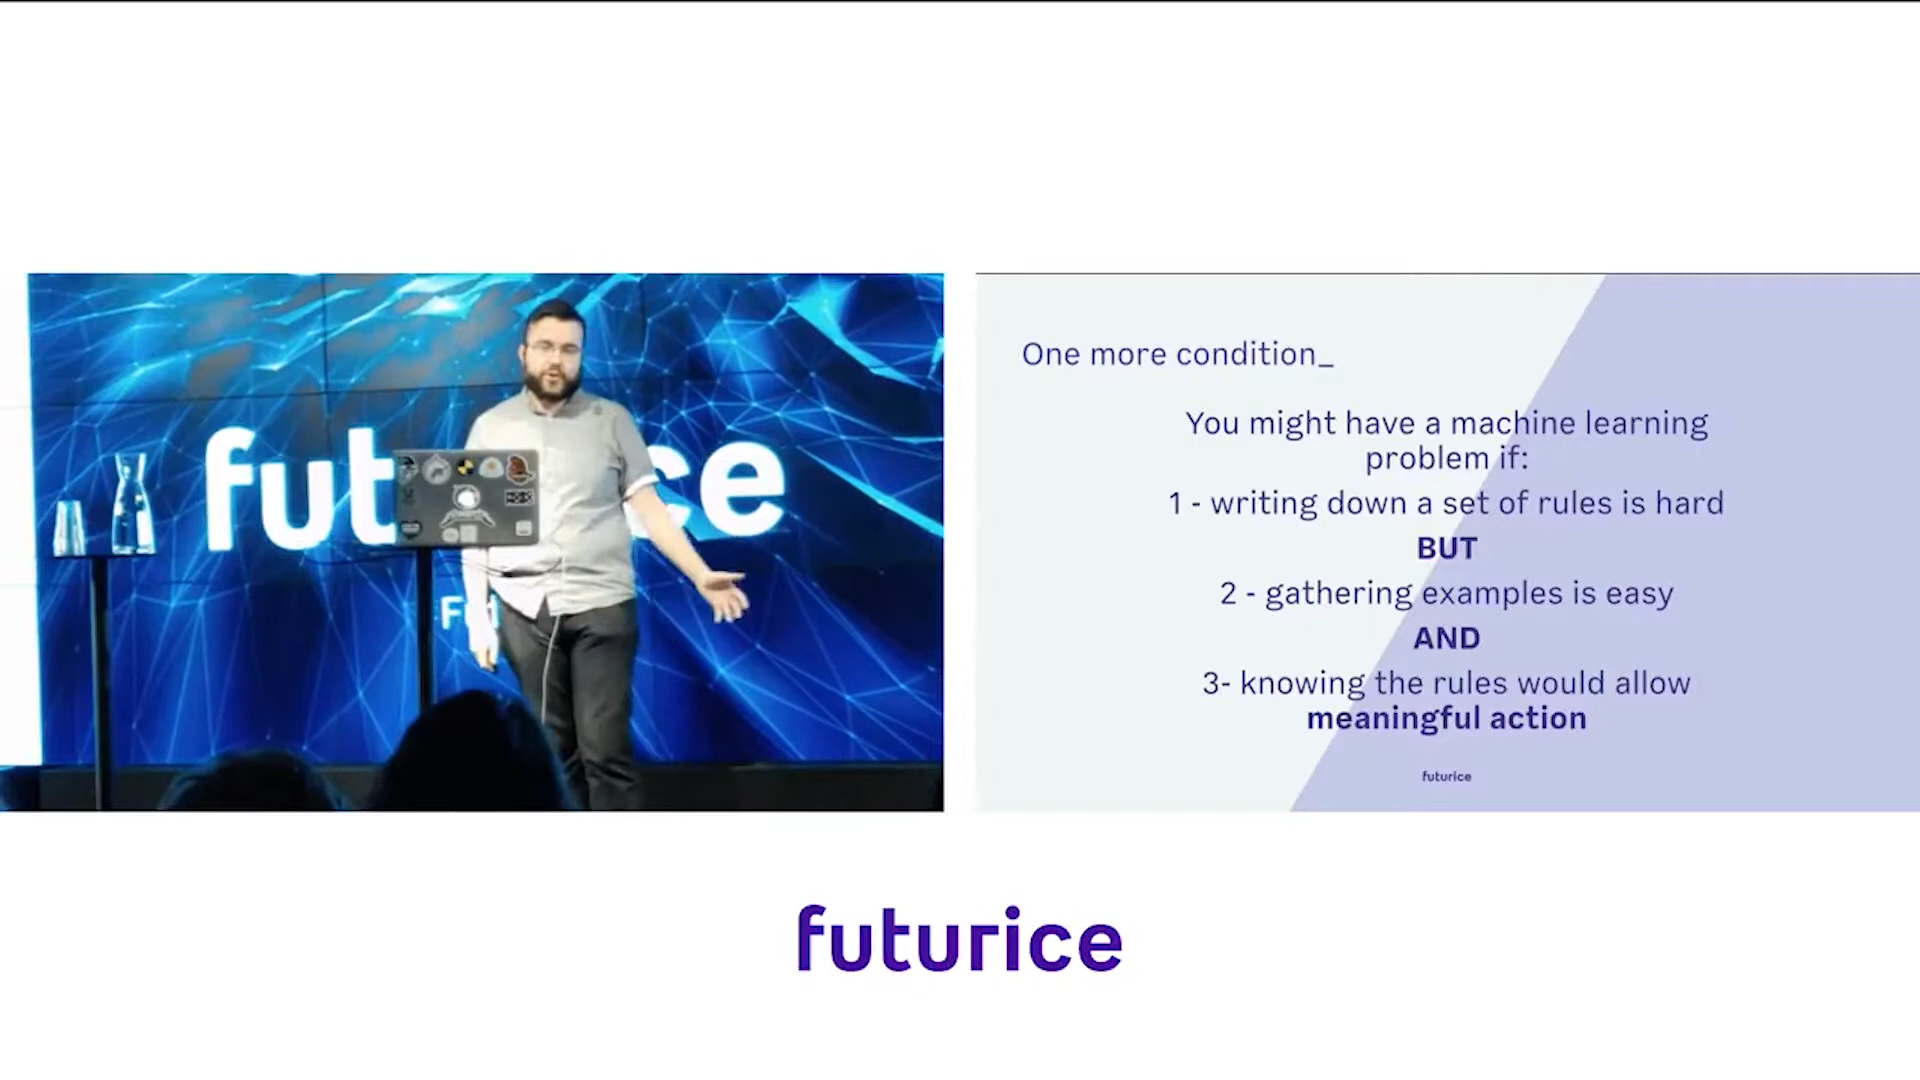 futurice
One more condition_
You might have a machine learning
problem if:
1 - writing down a set of rules is hard
BUT
2 - gathering examples is easy
AND
3- knowing the rules would allow
meaningful action
futurice
futurice